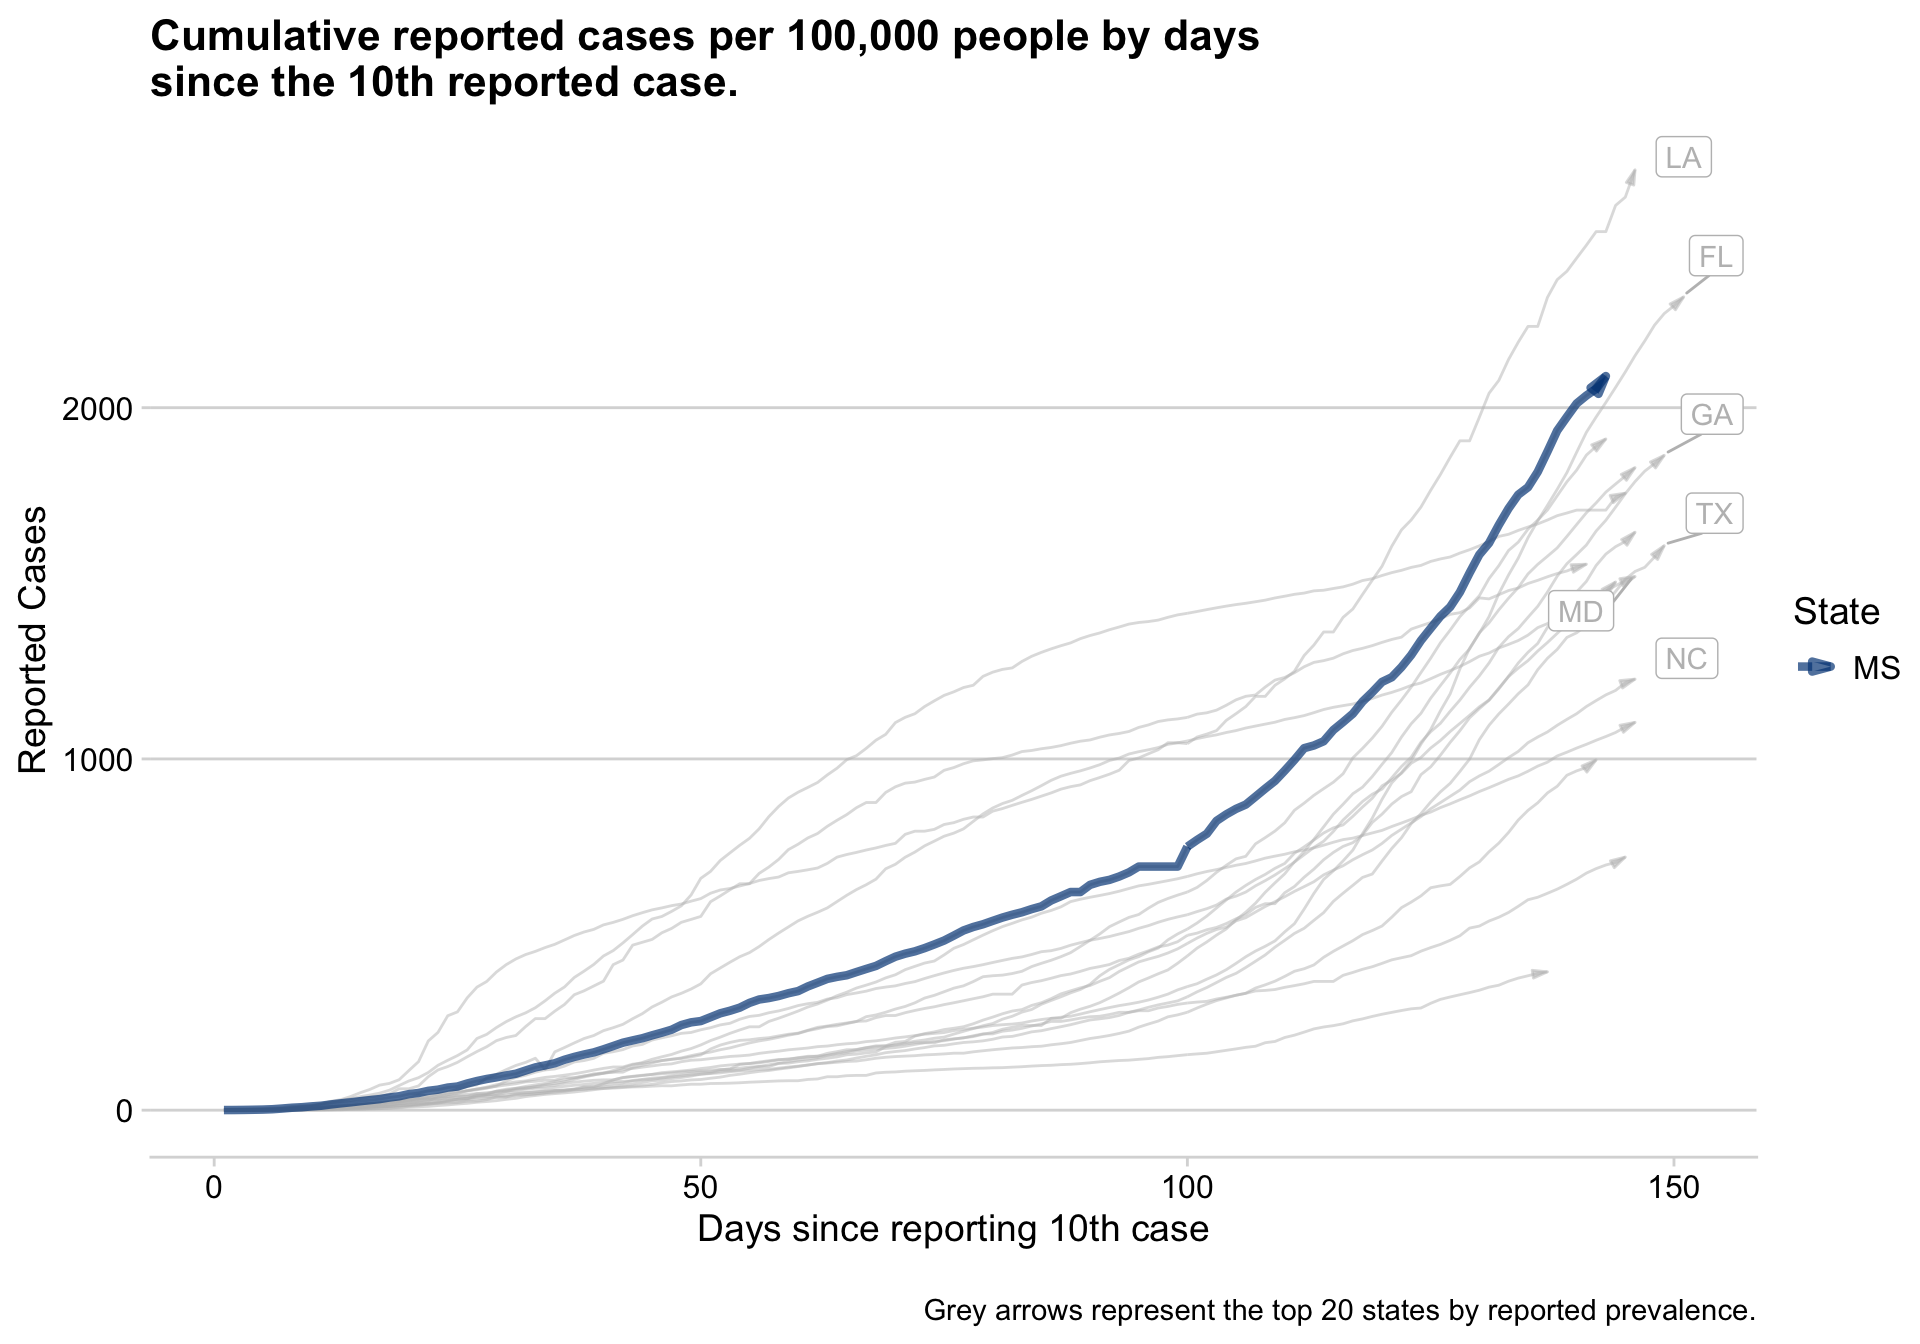 Cumulative reported cases per 100,000 people by days
since the 10th reported case.
LA
FL
2000
GA
TX
Reported Cases
State
MD
MS
NC
1000
0
0 50 100 150
Days since reporting 10th case
Grey arrows represent the top 20 states by reported prevalence.